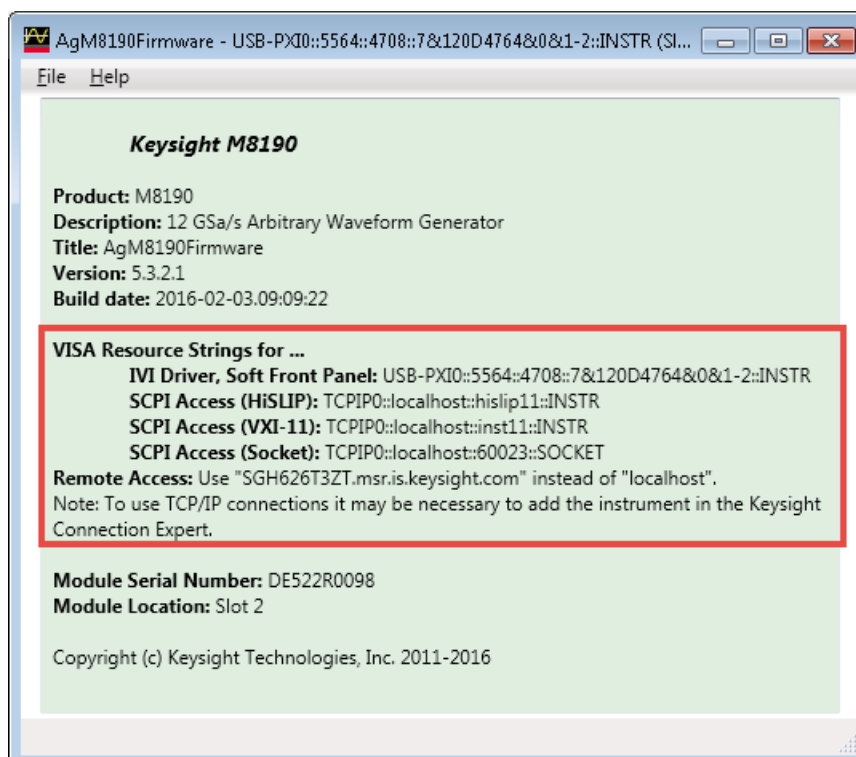 AgM8190Firmware - USB-PXI0::5564::4708::7&120D4764&0&1-2::INSTR (Sl...
File Help
Keysight M8190
Product: M8190
Description: 12 GSa/s Arbitrary Waveform Generator
Title: AgM8190Firmware
Version: 5.3.2.1
Build date: 2016-02-03.09:09:22
VISA Resource Strings for ...
IVI Driver, Soft Front Panel: USB-PXI0::5564::4708::7&120D4764&0&1-2::INSTR
SCPI Access (HiSLIP): TCPIP0::localhost::hislip11::INSTR
SCPI Access (VXI-11): TCPIP0::localhost::inst11::INSTR
SCPI Access (Socket): TCPIP0::localhost::60023::SOCKET
Remote Access: Use "SGH626T3ZT.msr.is.keysight.com" instead of "localhost".
Note: To use TCP/IP connections it may be necessary to add the instrument in the Keysight
Connection Expert.
Module Serial Number: DE522R0098
Module Location: Slot 2
Copyright (c) Keysight Technologies, Inc. 2011-2016